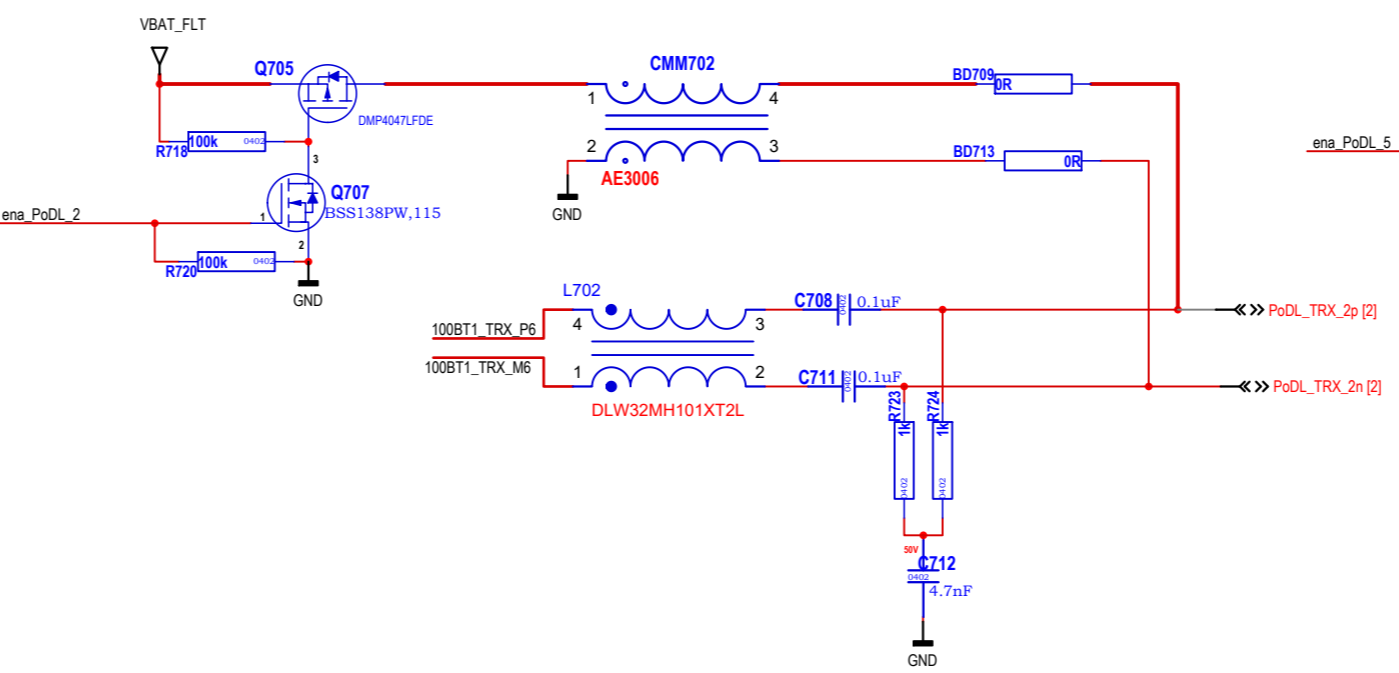 VBAT_FLT
Q705
CMM702
BD709
0R
1
4
DMP4047LFDE
100k
0402
R718
2
3
BD713
0R
ena_PoDL_5
3
AE3006
Q707
BSS138PW,115
GND
ena_PoDL_2
1
2
100k
0402
R720
GND
L702
C708
0402
0.1uF
PoDL_TRX_2p [2]
4
3
100BT1_TRX_P6
100BT1_TRX_M6
1
2
C711
0402
0.1uF
PoDL_TRX_2n [2]
DLW32MH101XT2L
R723
1k
0402
R724
1k
0402
50V
C712
0402
4.7nF
GND